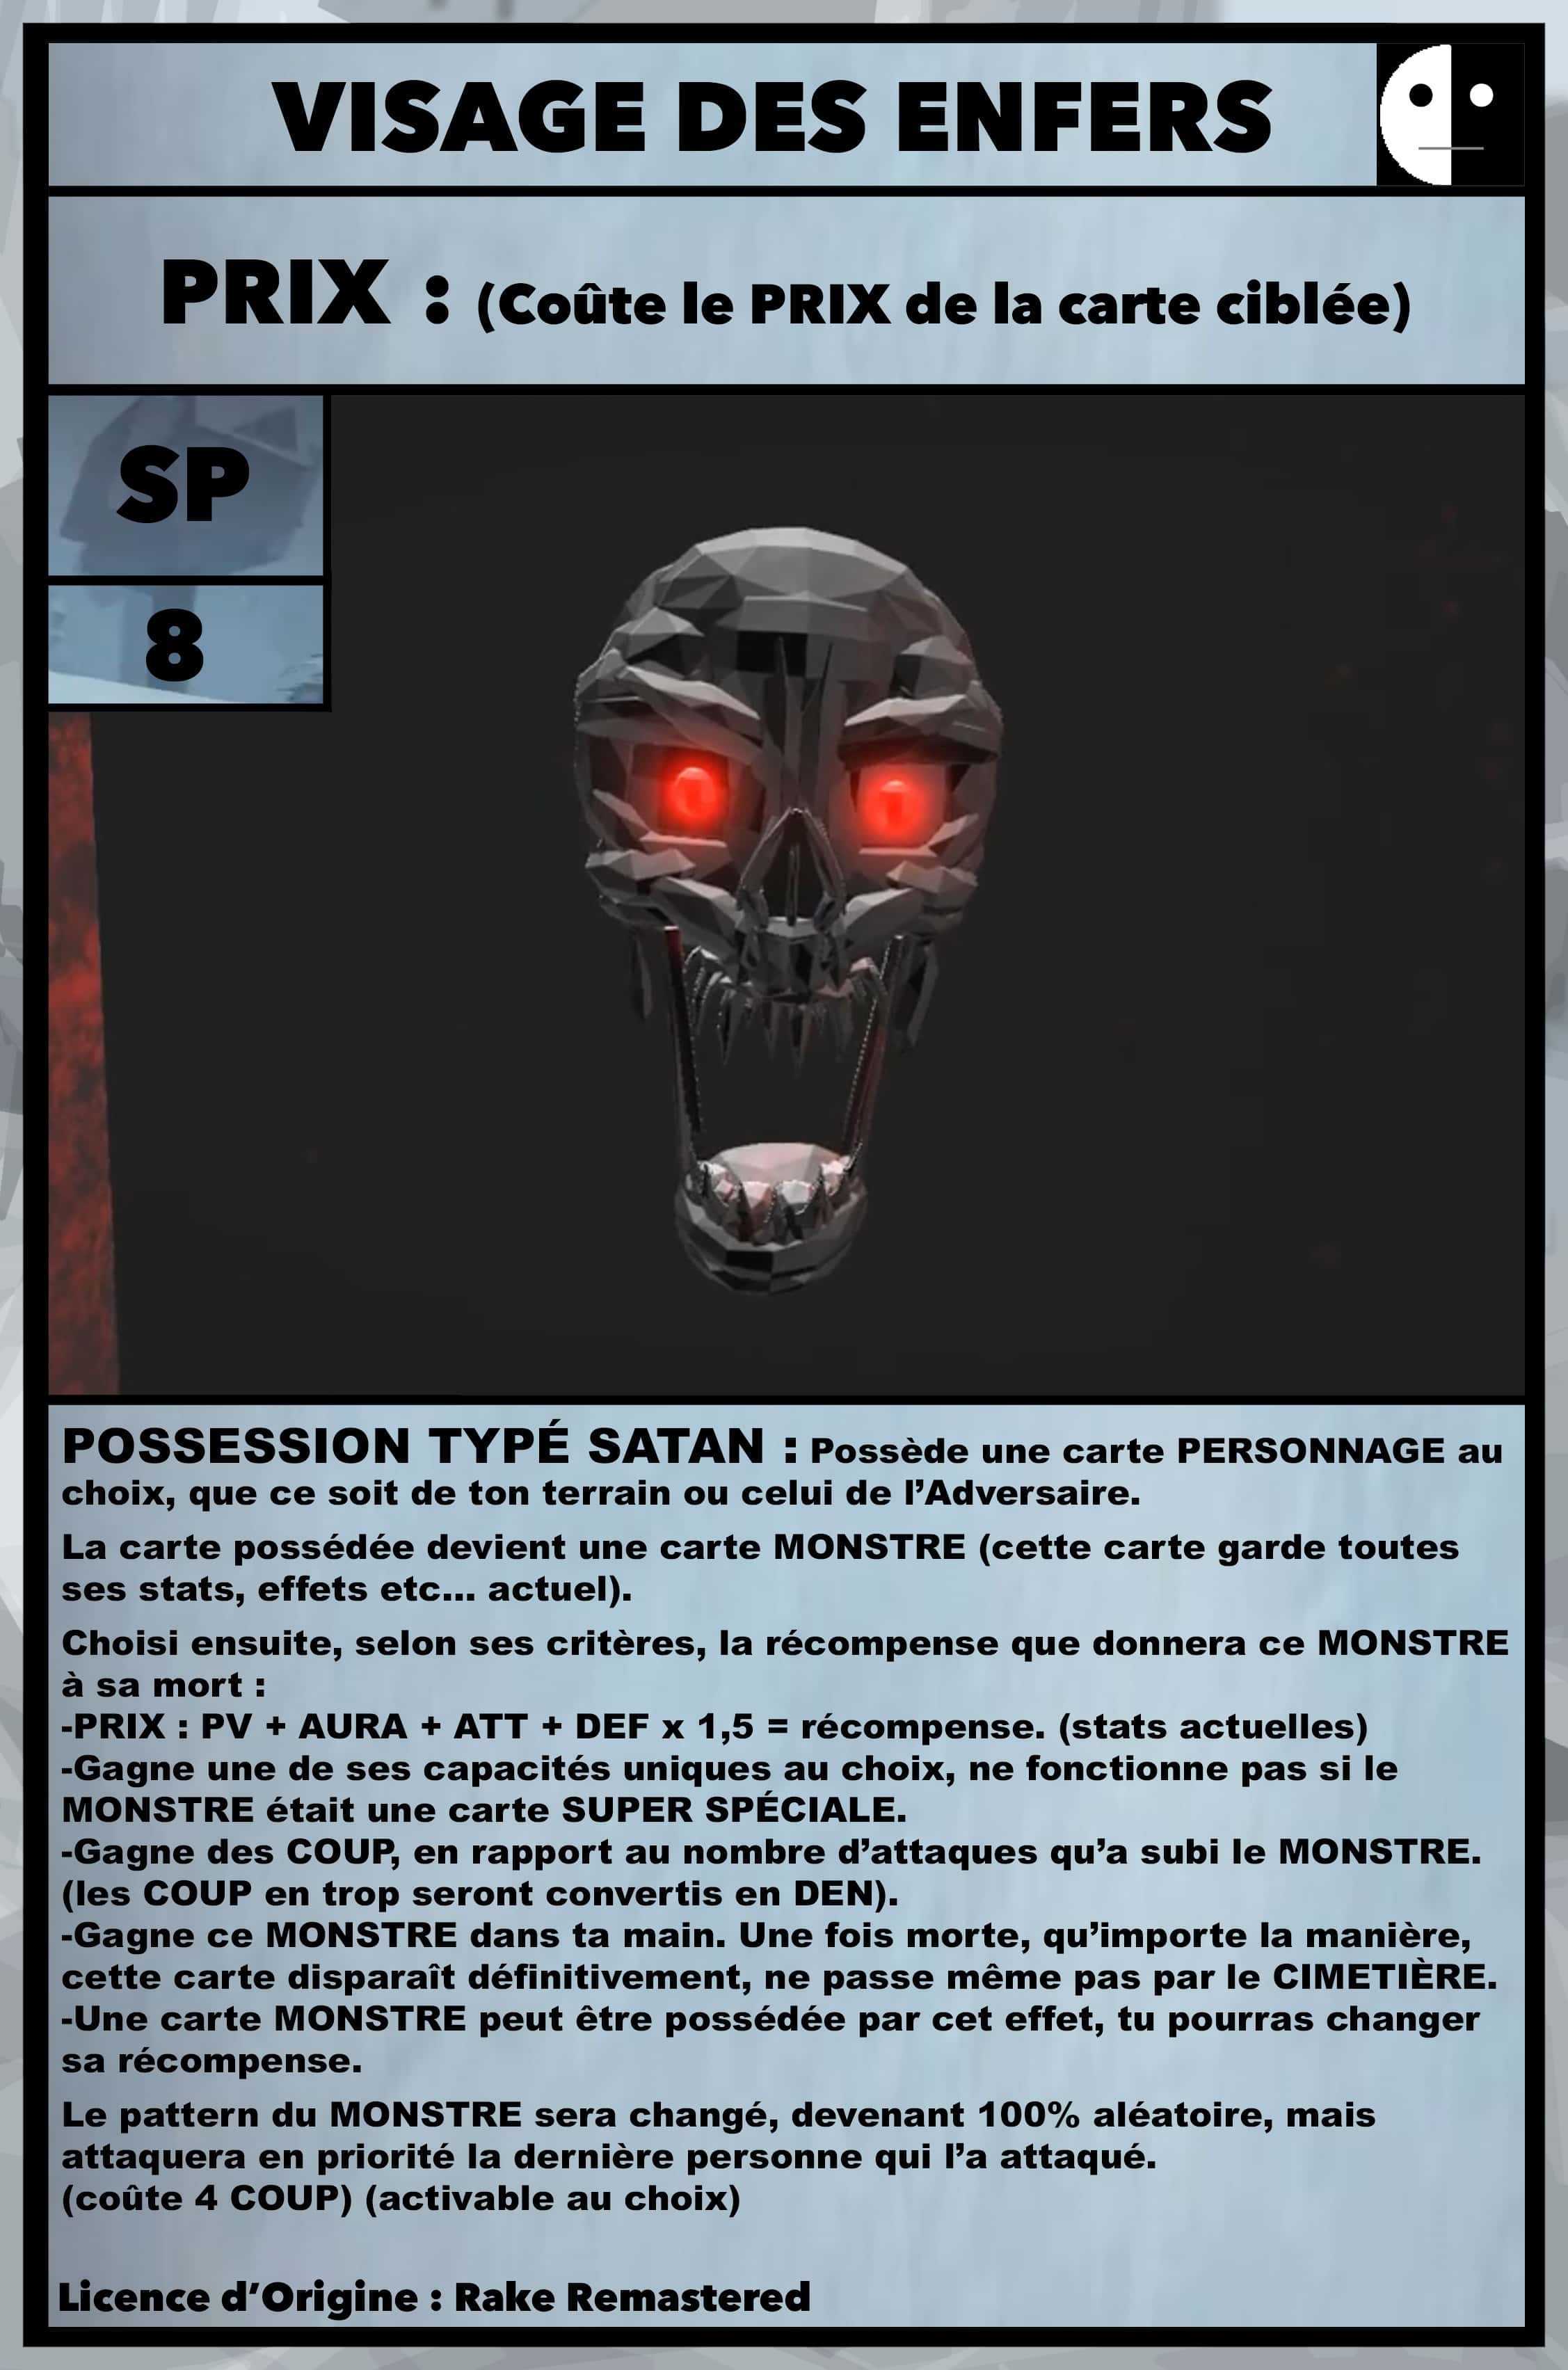 VISAGE DES ENFERS
PRIX : (Coûte le PRIX de la carte ciblée)
SP
8
POSSESSION TYPÉ SATAN : Possède une carte PERSONNAGE au
choix, que ce soit de ton terrain ou celui de l’Adversaire.
La carte possédée devient une carte MONSTRE (cette carte garde toutes
ses stats, effets etc... actuel).
Choisi ensuite, selon ses critères, la récompense que donnera ce MONSTRE
à sa mort :
-PRIX : PV + AURA + ATT + DEF x 1,5 = récompense. (stats actuelles)
-Gagne une de ses capacités uniques au choix, ne fonctionne pas si le
MONSTRE était une carte SUPER SPÉCIALE.
-Gagne des COUP, en rapport au nombre d’attaques qu’a subi le MONSTRE.
(les COUP en trop seront convertis en DEN).
-Gagne ce MONSTRE dans ta main. Une fois morte, qu’importe la manière,
cette carte disparaît définitivement, ne passe même pas par le CIMETIÈRE.
-Une carte MONSTRE peut être possédée par cet effet, tu pourras changer
sa récompense.
Le pattern du MONSTRE sera changé, devenant 100% aléatoire, mais
attaquera en priorité la dernière personne qui l’a attaqué.
(coûte 4 COUP) (activable au choix)
Licence d’Origine : Rake Remastered